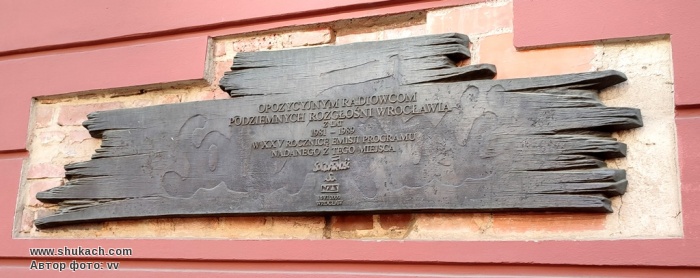 OPOZYCYJNYM RADIOWCOM
PODZIEMNYCH ROZGŁOŚNI WROCŁAWIA
Z LAT
1981 - 1989
W XXV ROCZNICĘ EMISJI PROGRAMU
NADANEGO Z TEGO MIEJSCA
www.shukach.com
Автор фото: vv